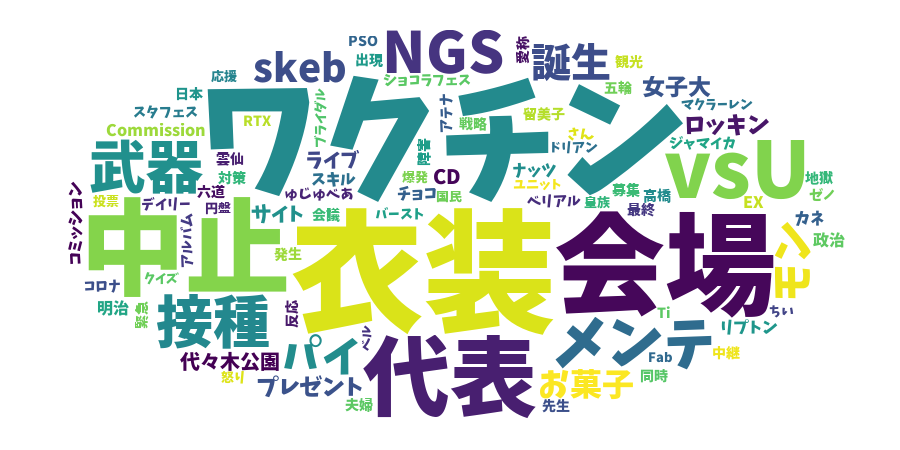 PSO
NGS
愛称
出現
誕生
観光
応援
skeb
ショコラフェス
五輪
女子大
日本
ワクチン
マクラーレン
スタフェス
RTX
ブライダル
アテナ
戦略
留美子
さん
ロッキン
Commission
ドリアン
ジャマイカ
武器
雲仙
ライブ
障害
ナッツ
vsU
対策
スキル
爆発
CD
ユニット
地獄
コミッション
投票
六道
ゆじゅべあ
チョコ
国民
ベリアル
皇族
募集
高橋
ゼノ
デイリー
円盤
サイト
会議
バースト
最終
EX
カネ
中止
アルバム
衣装
会場
モン
政治
発生
コロナ
クイズ
明治
緊急
接種
反応
Ti
ちぃ
リプトン
代々木公園
パイ
ベル
代表
メンテ
Fab
中継
怒り
プレゼント
お菓子
同時
夫婦
先生